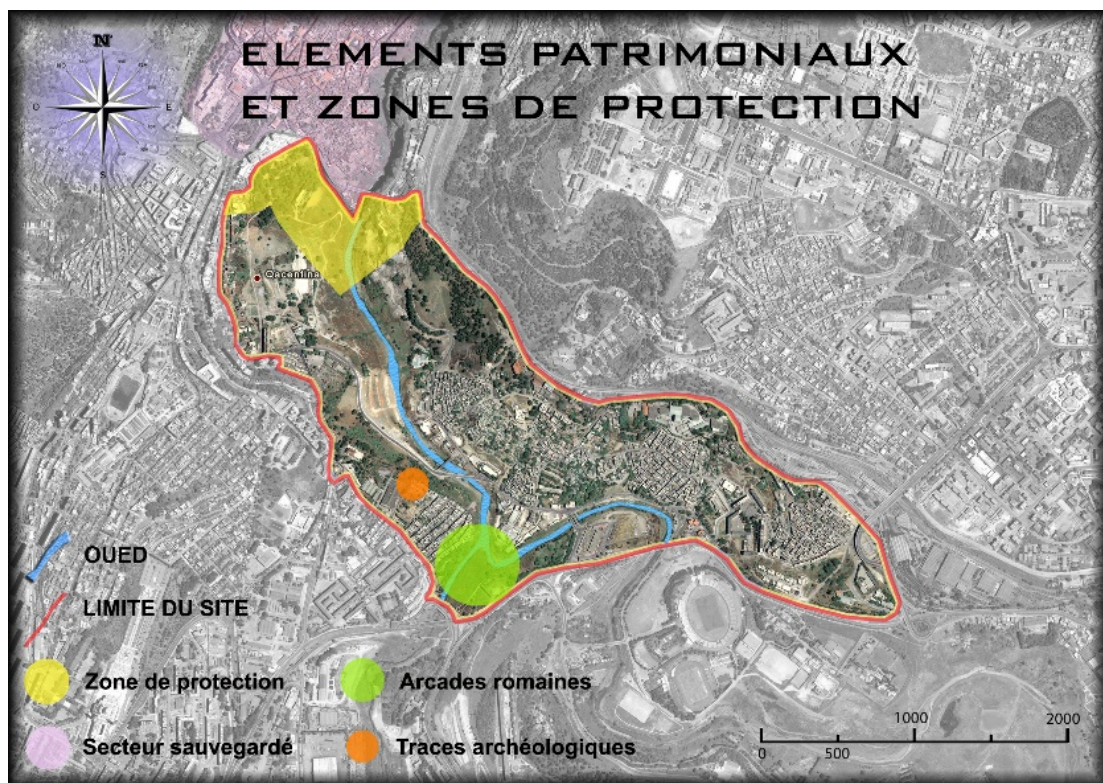 ELEMENTS PATRIMONIAUX
ET ZONES DE PROTECTION
N
O
E
S
Qacentina
OUED
LIMITE DU SITE
Zone de protection
Arcades romaines
Secteur sauvegardé
Traces archéologiques
1000
2000
0
500